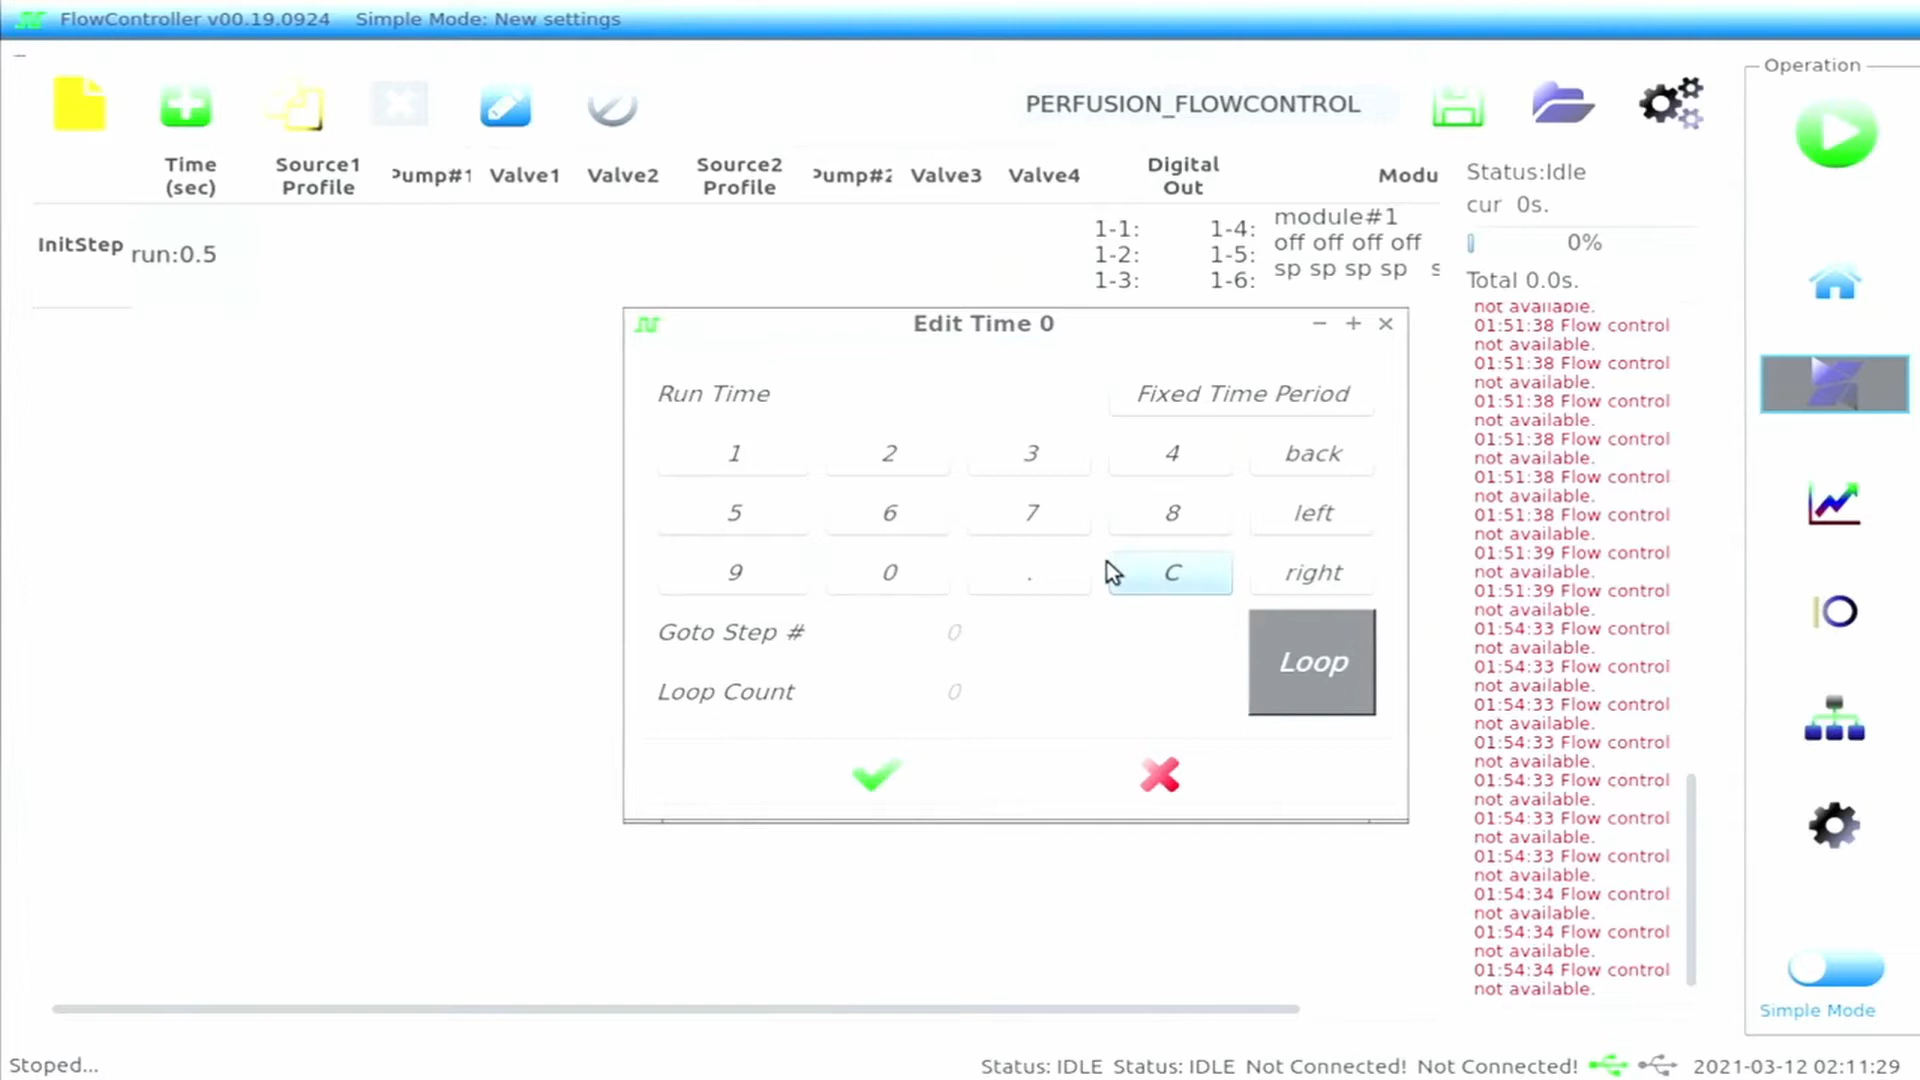 FlowController v00.19.0924 Simple Mode: New settings
PERFUSION_FLOWCONTROL
Operation
Time (sec) Source1 Profile Pump#1 Valve1 Valve2 Source2 Profile Pump#2 Valve3 Valve4 Digital Out Modu
InitStep run:0.5
1-1: 1-4:
1-2: 1-5:
1-3: 1-6:
module#1
off off off off
sp sp sp sp s
Status:Idle
cur 0s.
0%
Total 0.0s.
not available.
01:51:38 Flow control
not available.
01:51:38 Flow control
not available.
01:51:38 Flow control
not available.
01:51:38 Flow control
not available.
01:51:38 Flow control
not available.
01:51:38 Flow control
not available.
01:51:39 Flow control
not available.
01:51:39 Flow control
not available.
01:54:33 Flow control
not available.
01:54:33 Flow control
not available.
01:54:33 Flow control
not available.
01:54:33 Flow control
not available.
01:54:33 Flow control
not available.
01:54:33 Flow control
not available.
01:54:33 Flow control
not available.
01:54:34 Flow control
not available.
01:54:34 Flow control
not available.
01:54:34 Flow control
not available.
Edit Time 0
Run Time Fixed Time Period
1 2 3 4 back
5 6 7 8 left
9 0 . C right
Goto Step # 0
Loop
Loop Count 0
Simple Mode
Stoped... Status: IDLE Status: IDLE Not Connected! Not Connected! 2021-03-12 02:11:29